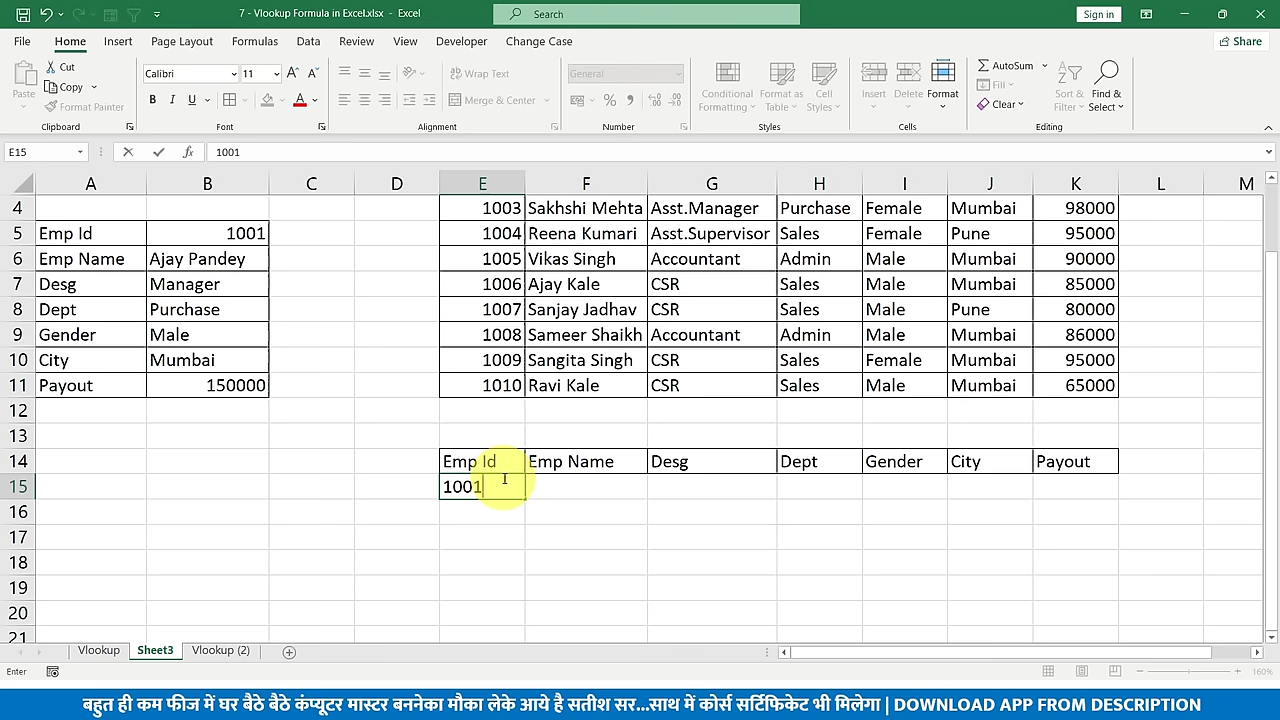 7 - Vlookup Formula in Excel.xlsx - Excel
Search
Sign in
File Home Insert Page Layout Formulas Data Review View Developer Change Case
Share
Paste
Cut
Copy
Format Painter
Clipboard
Calibri 11
B I U
Font
Wrap Text
Merge & Center
Alignment
General
Number
Conditional Formatting
Format as Table
Cell Styles
Styles
Insert Delete Format
Cells
AutoSum
Fill
Clear
Sort & Filter
Find & Select
Editing
E15 fx 1001
A B C D E F G H I J K L M
4 1003 Sakhshi Mehta Asst.Manager Purchase Female Mumbai 98000
5 Emp Id 1001 1004 Reena Kumari Asst.Supervisor Sales Female Pune 95000
6 Emp Name Ajay Pandey 1005 Vikas Singh Accountant Admin Male Mumbai 90000
7 Desg Manager 1006 Ajay Kale CSR Sales Male Mumbai 85000
8 Dept Purchase 1007 Sanjay Jadhav CSR Sales Male Pune 80000
9 Gender Male 1008 Sameer Shaikh Accountant Admin Male Mumbai 86000
10 City Mumbai 1009 Sangita Singh CSR Sales Female Mumbai 95000
11 Payout 150000 1010 Ravi Kale CSR Sales Male Mumbai 65000
12
13
14 Emp Id Emp Name Desg Dept Gender City Payout
15 1001
16
17
18
19
20
21
Vlookup Sheet3 Vlookup (2)
Enter
160%
बहुत ही कम फीज में घर बैठे बैठे कंप्यूटर मास्टर बननेका मौका लेके आये है सतीश सर...साथ में कोर्स सर्टिफिकेट भी मिलेगा | DOWNLOAD APP FROM DESCRIPTION